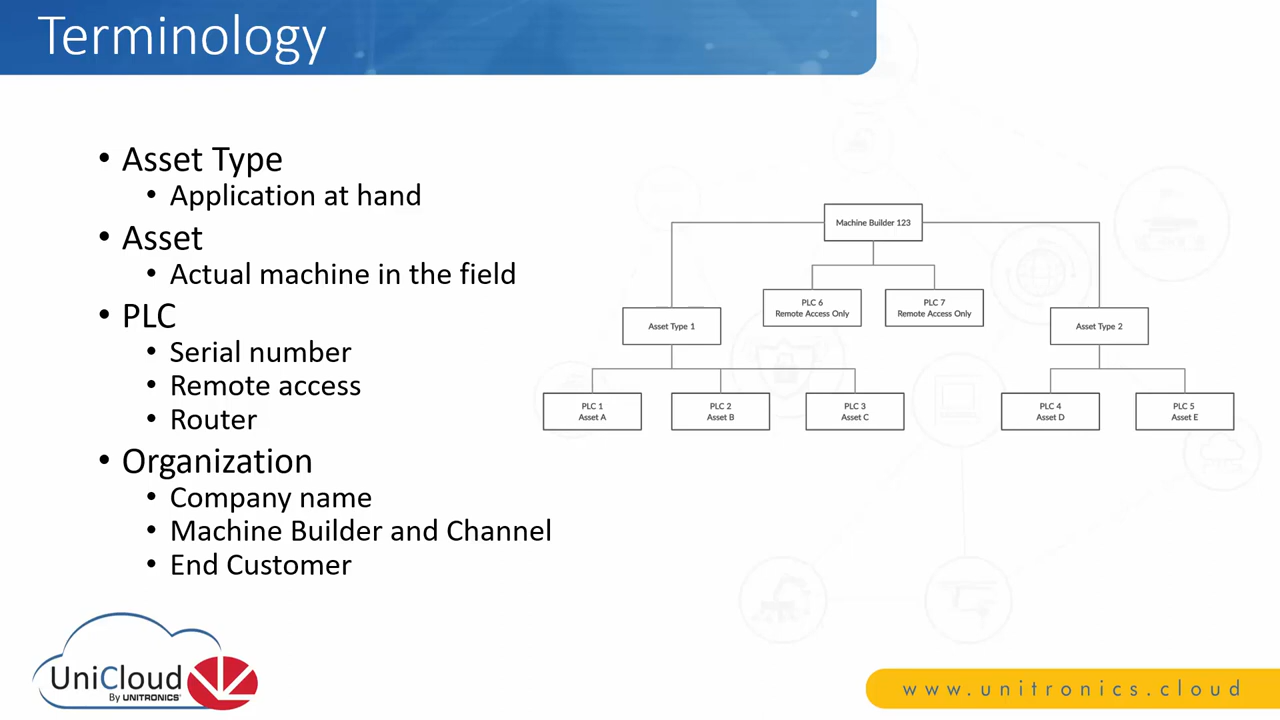 Terminology
• Asset Type
• Application at hand
• Asset
• Actual machine in the field
• PLC
• Serial number
• Remote access
• Router
• Organization
• Company name
• Machine Builder and Channel
• End Customer
Machine Builder 123
PLC 6
Remote Access Only
PLC 7
Remote Access Only
Asset Type 1
Asset Type 2
PLC 1
Asset A
PLC 2
Asset B
PLC 3
Asset C
PLC 4
Asset D
PLC 5
Asset E
UniCloud
By UNITRONICS
www.unitronics.cloud